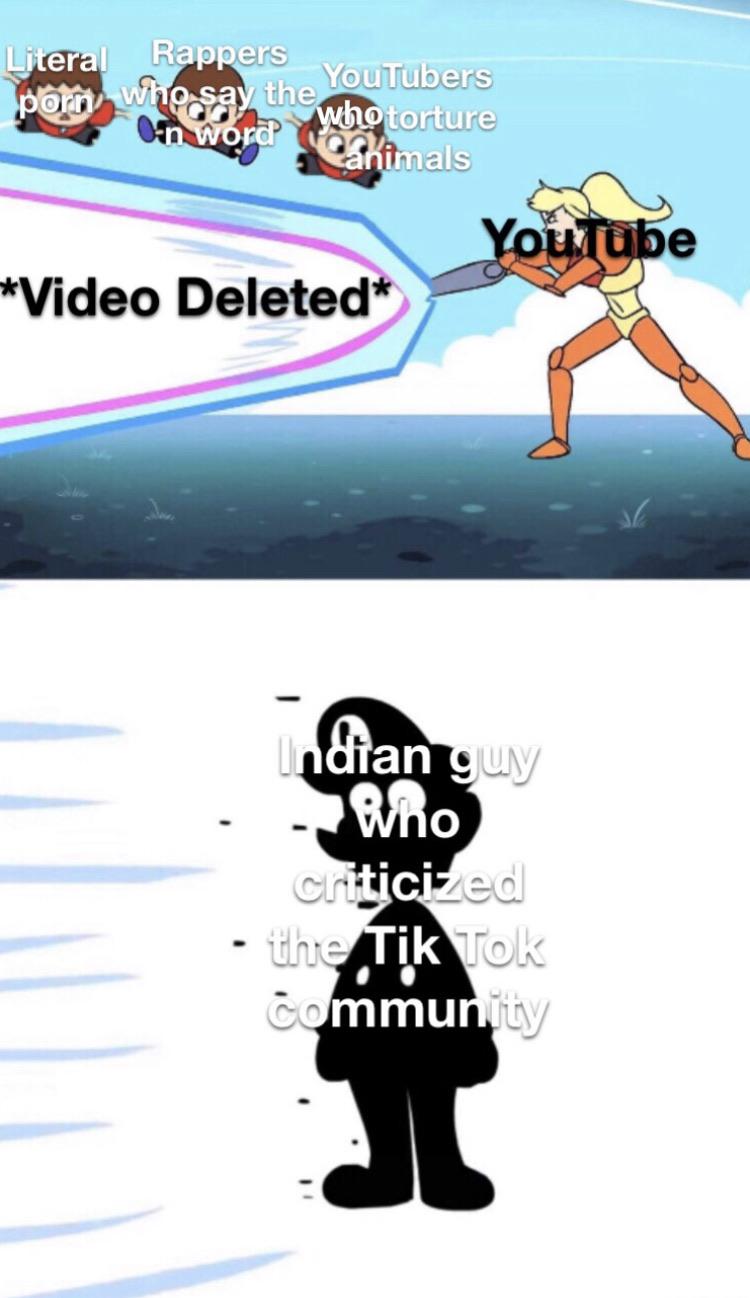 Literal
porn
Rappers
who say the
n word
YouTubers
who torture
animals
YouTube
*Video Deleted*
Indian guy
who
criticized
the Tik Tok
community